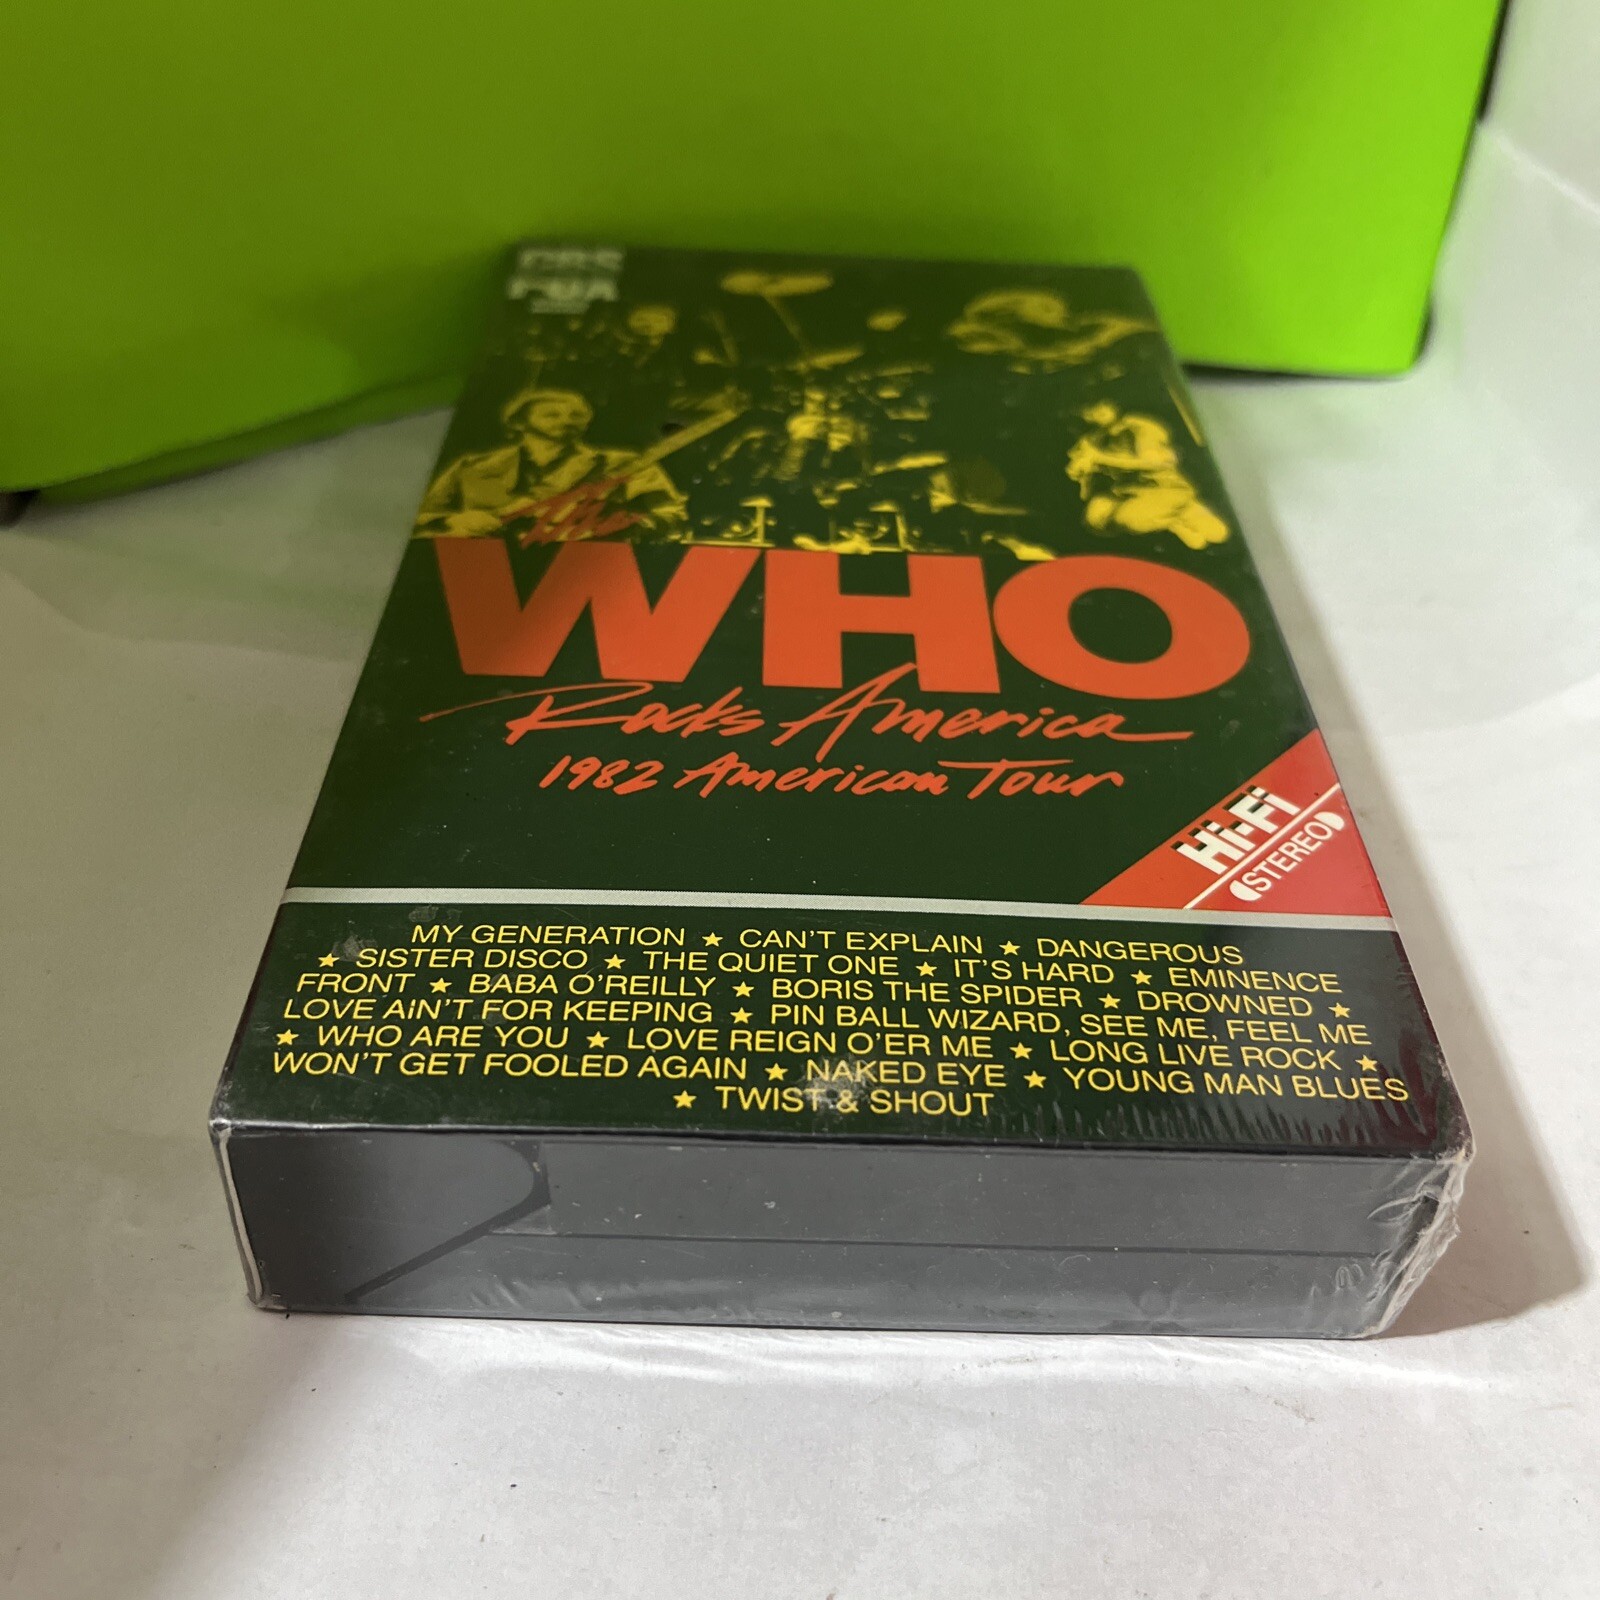 CBS
FOX
The
WHO
Rocks America
1982 American Tour
Hi-Fi
STEREO
MY GENERATION ★ CAN'T EXPLAIN ★ DANGEROUS
★ SISTER DISCO ★ THE QUIET ONE ★ IT'S HARD ★ EMINENCE
FRONT ★ BABA O'REILLY ★ BORIS THE SPIDER ★ DROWNED ★
LOVE AIN'T FOR KEEPING ★ PIN BALL WIZARD, SEE ME, FEEL ME
★ WHO ARE YOU ★ LOVE REIGN O'ER ME ★ LONG LIVE ROCK ★
WON'T GET FOOLED AGAIN ★ NAKED EYE ★ YOUNG MAN BLUES
★ TWIST & SHOUT